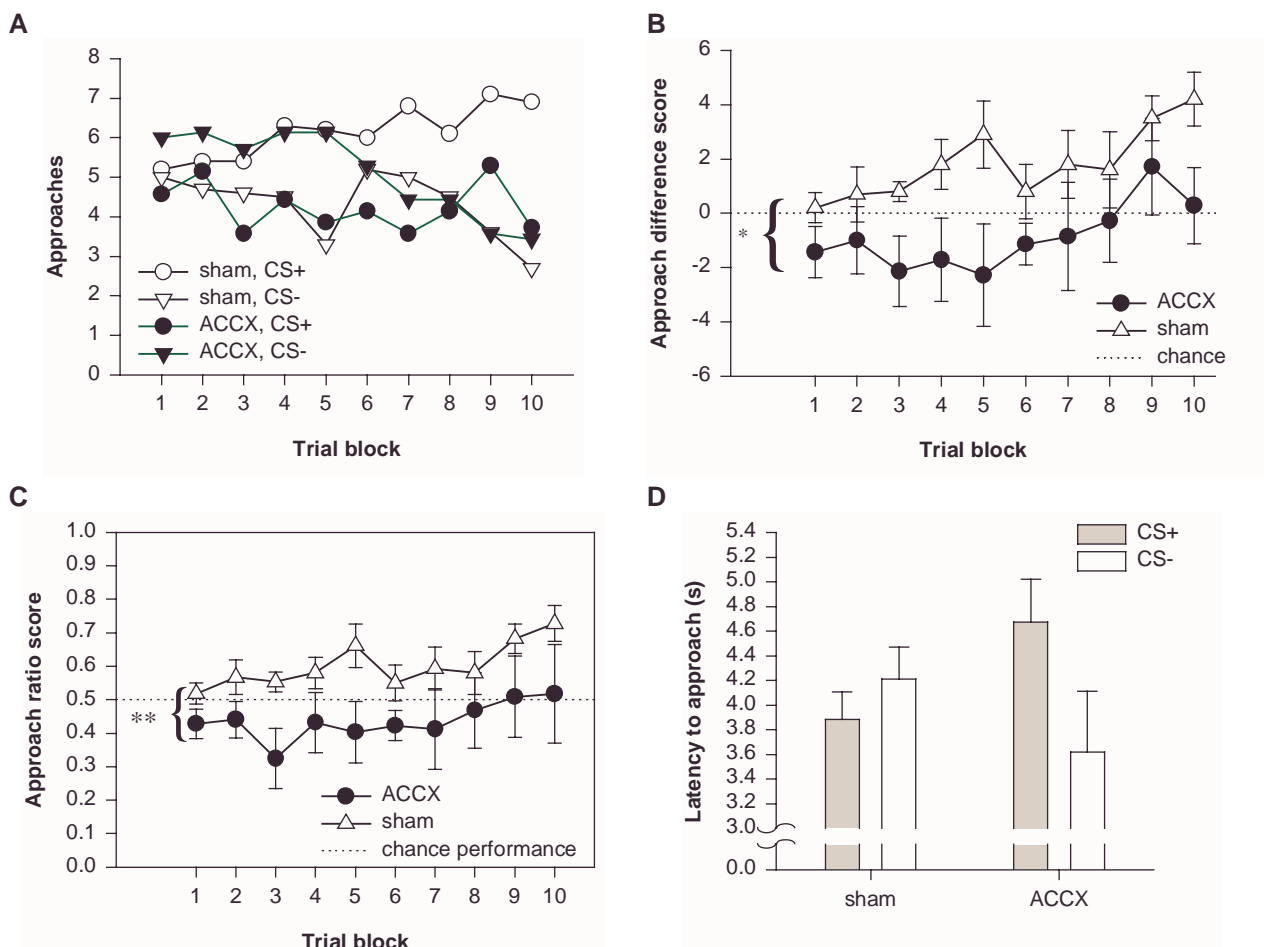 A
8
7
6
5
4
3
2
1
0
Approaches
sham, CS+
sham, CS-
ACCX, CS+
ACCX, CS-
1 2 3 4 5 6 7 8 9 10
Trial block
B
6
4
2
0
-2
-4
-6
Approach difference score
*
{
ACCX
sham
chance
1 2 3 4 5 6 7 8 9 10
Trial block
C
1.0
0.9
0.8
0.7
0.6
0.5
0.4
0.3
0.2
0.1
0.0
Approach ratio score
**
{
ACCX
sham
chance performance
1 2 3 4 5 6 7 8 9 10
Trial block
D
5.4
5.2
5.0
4.8
4.6
4.4
4.2
4.0
3.8
3.6
3.4
3.2
3.0
0.0
Latency to approach (s)
CS+
CS-
sham ACCX